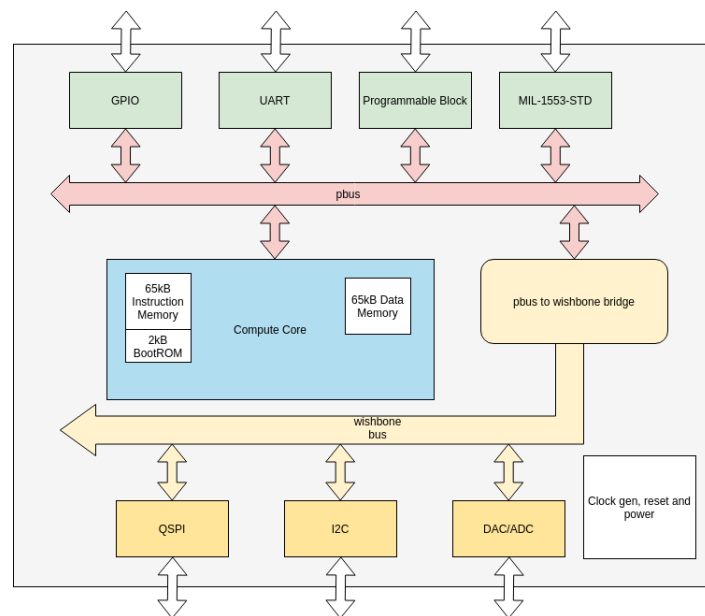 GPIO
UART
Programmable Block
MIL-1553-STD
pbus
65kB
Instruction
Memory
2kB
BootROM
Compute Core
65kB Data
Memory
pbus to wishbone bridge
wishbone
bus
QSPI
I2C
DAC/ADC
Clock gen, reset and
power